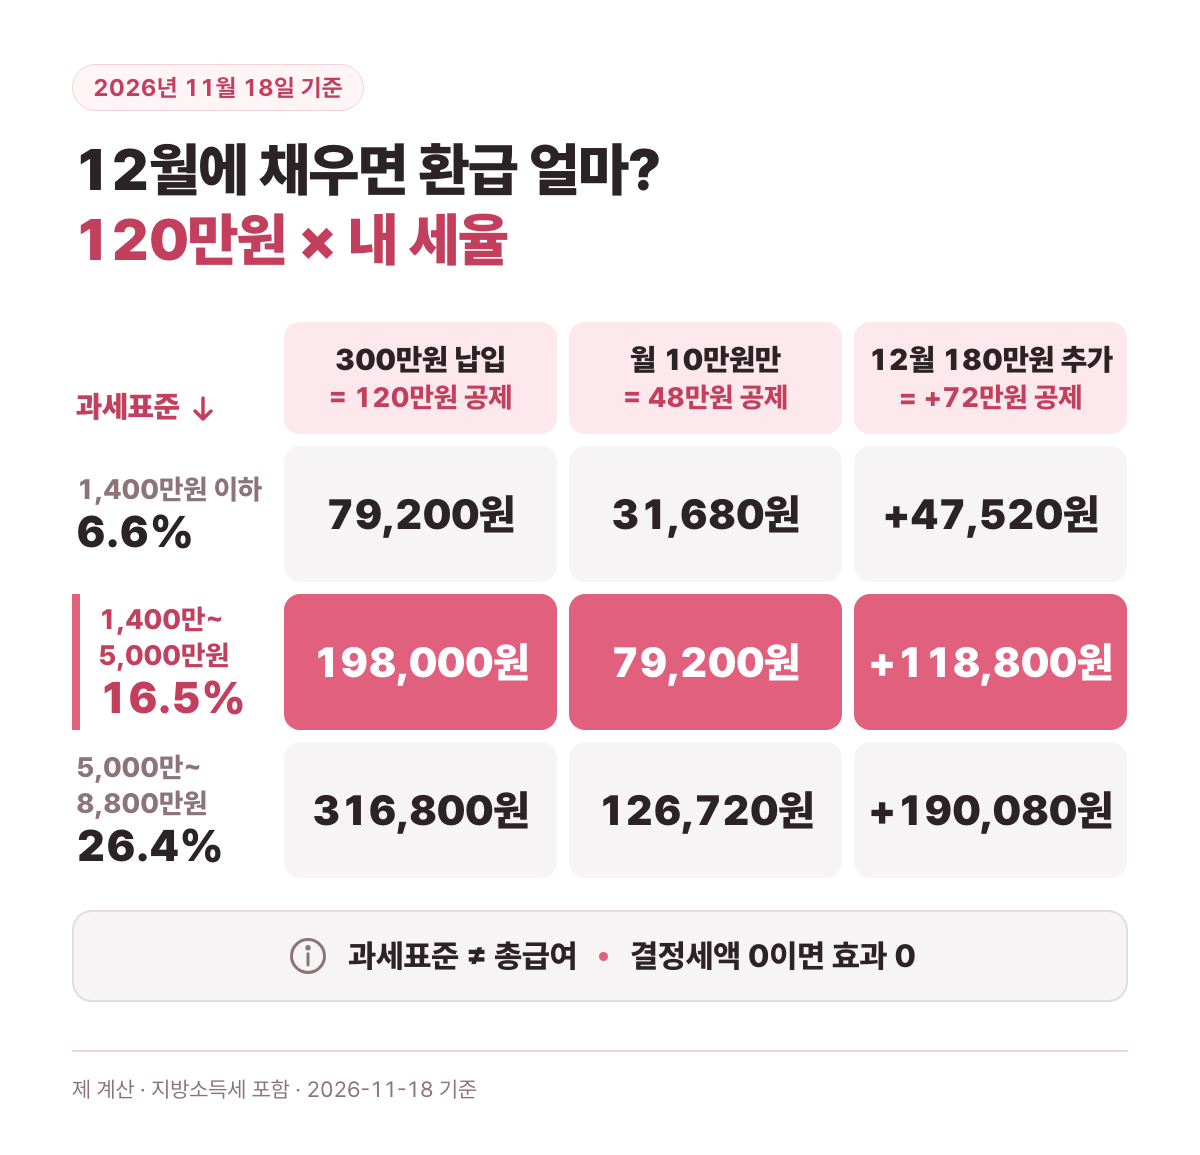 2026년 11월 18일 기준
12월에 채우면 환급 얼마?
120만원 × 내 세율
과세표준 ↓
300만원 납입
= 120만원 공제
월 10만원만
= 48만원 공제
12월 180만원 추가
= +72만원 공제
1,400만원 이하
6.6%
79,200원
31,680원
+47,520원
1,400만~
5,000만원
16.5%
198,000원
79,200원
+118,800원
5,000만~
8,800만원
26.4%
316,800원
126,720원
+190,080원
과세표준 ≠ 총급여 • 결정세액 0이면 효과 0
제 계산 · 지방소득세 포함 · 2026-11-18 기준